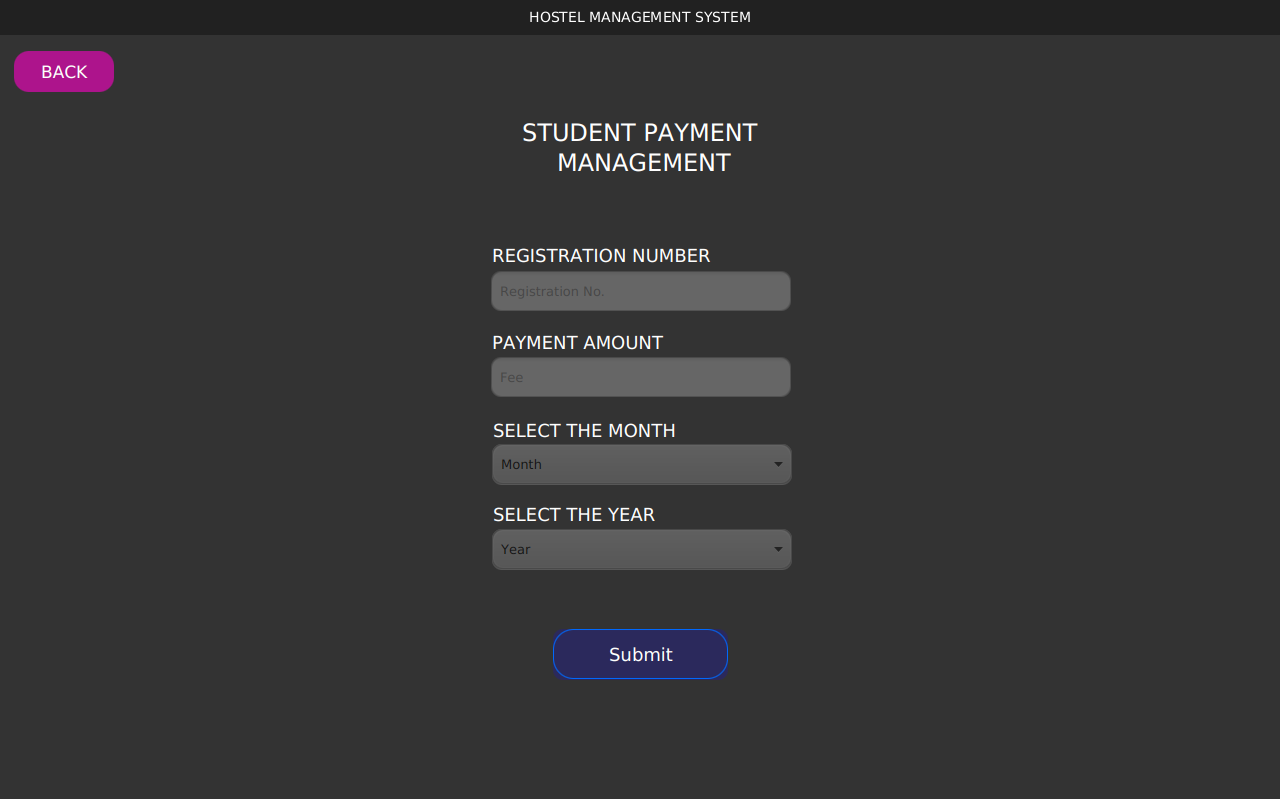 HOSTEL MANAGEMENT SYSTEM
BACK
STUDENT PAYMENT
MANAGEMENT
REGISTRATION NUMBER
Registration No.
PAYMENT AMOUNT
Fee
SELECT THE MONTH
Month
SELECT THE YEAR
Year
Submit